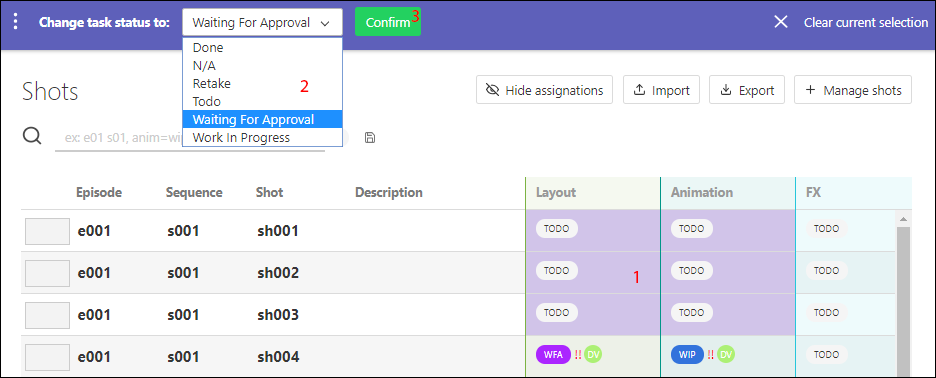 Change task status to: Waiting For Approval Confirm 3 Clear current selection
Done
N/A
Retake 2
Todo
Waiting For Approval
Work In Progress
Shots Hide assignations Import Export Manage shots
ex: e01 s01, anim=wi
Episode Sequence Shot Description Layout Animation FX
e001 s001 sh001 TODO TODO TODO
e001 s001 sh002 TODO 1 TODO TODO
e001 s001 sh003 TODO TODO TODO
e001 s001 sh004 WFA !! DV WIP !! DV TODO